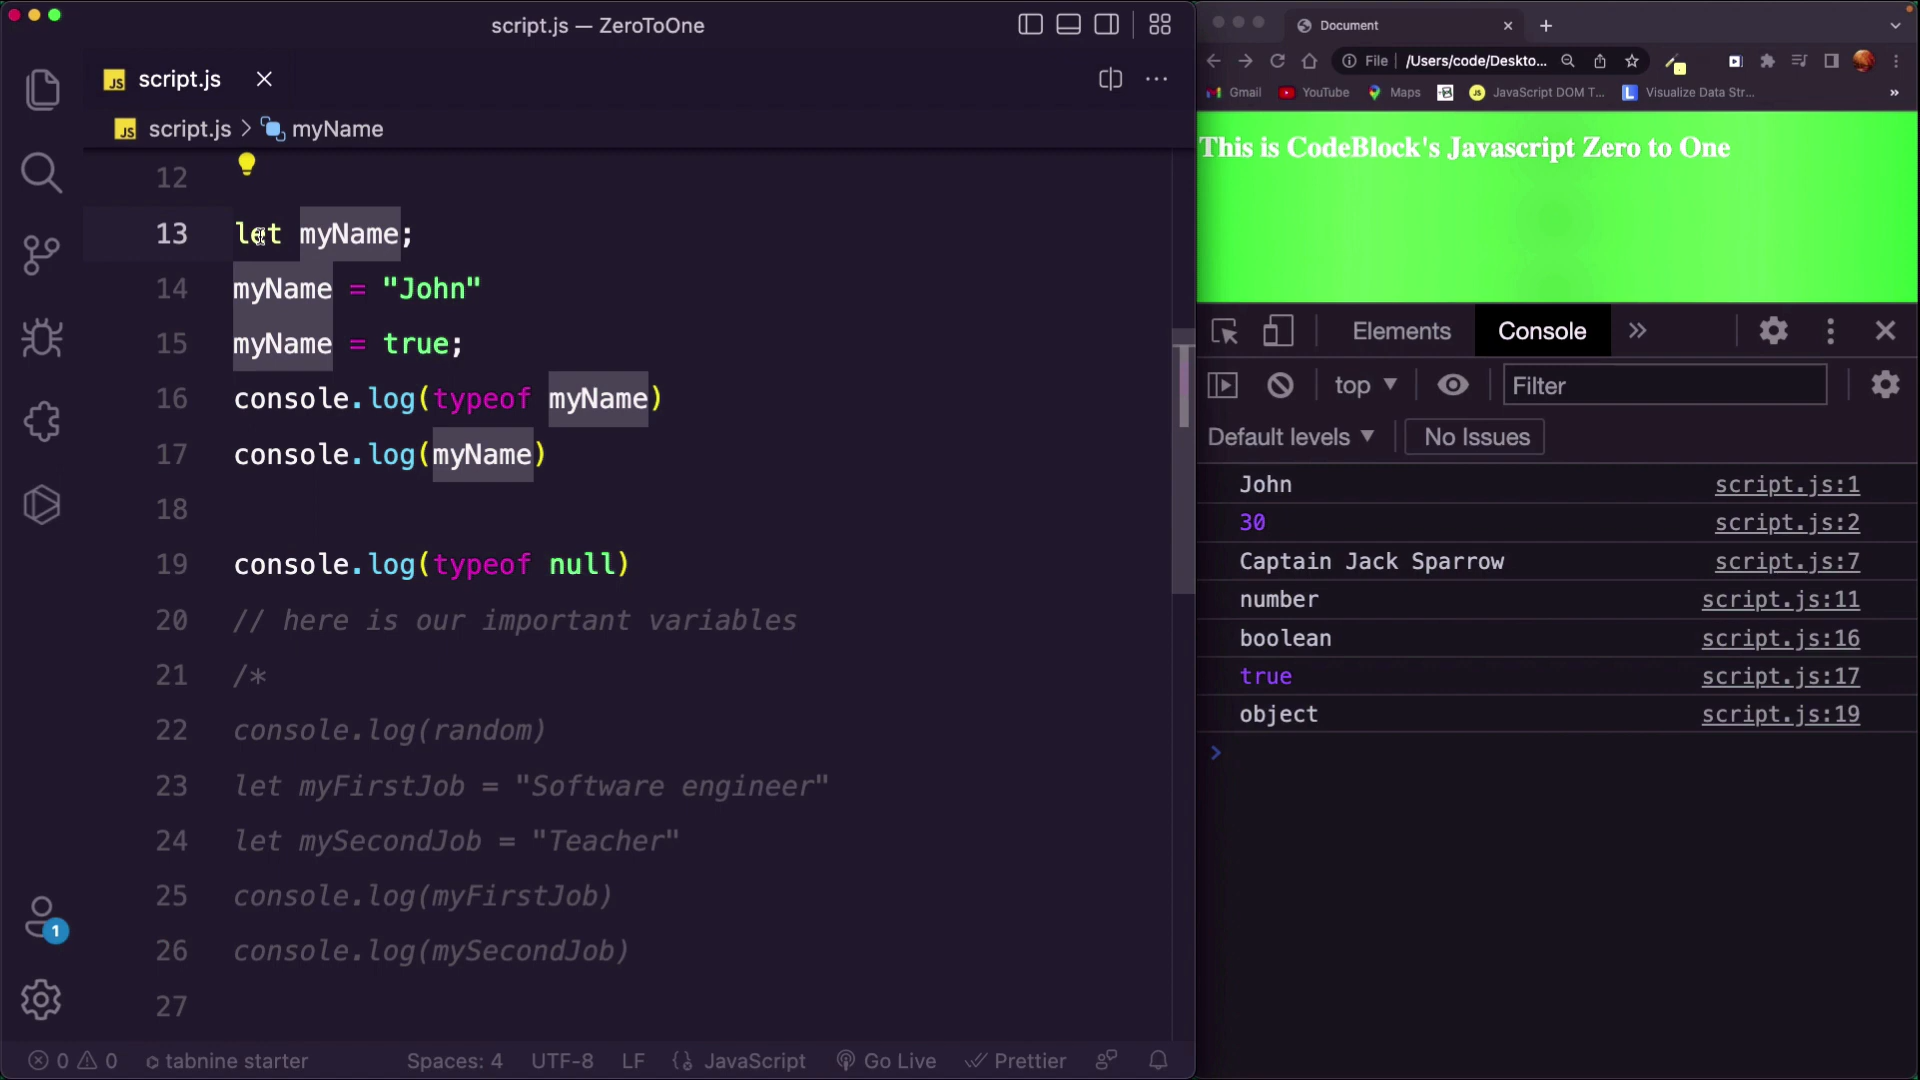 script.js — ZeroToOne
JS script.js
JS script.js > myName
12
13 let myName;
14 myName = "John"
15 myName = true;
16 console.log(typeof myName)
17 console.log(myName)
18
19 console.log(typeof null)
20 // here is our important variables
21 /*
22 console.log(random)
23 let myFirstJob = "Software engineer"
24 let mySecondJob = "Teacher"
25 console.log(myFirstJob)
26 console.log(mySecondJob)
27
1
0 0 tabnine starter Spaces: 4 UTF-8 LF JavaScript Go Live Prettier
Document
File /Users/code/Deskto...
Gmail YouTube Maps JS JavaScript DOM T... L Visualize Data Str... »
This is CodeBlock's Javascript Zero to One
Elements Console »
top Filter
Default levels No Issues
John script.js:1
30 script.js:2
Captain Jack Sparrow script.js:7
number script.js:11
boolean script.js:16
true script.js:17
object script.js:19